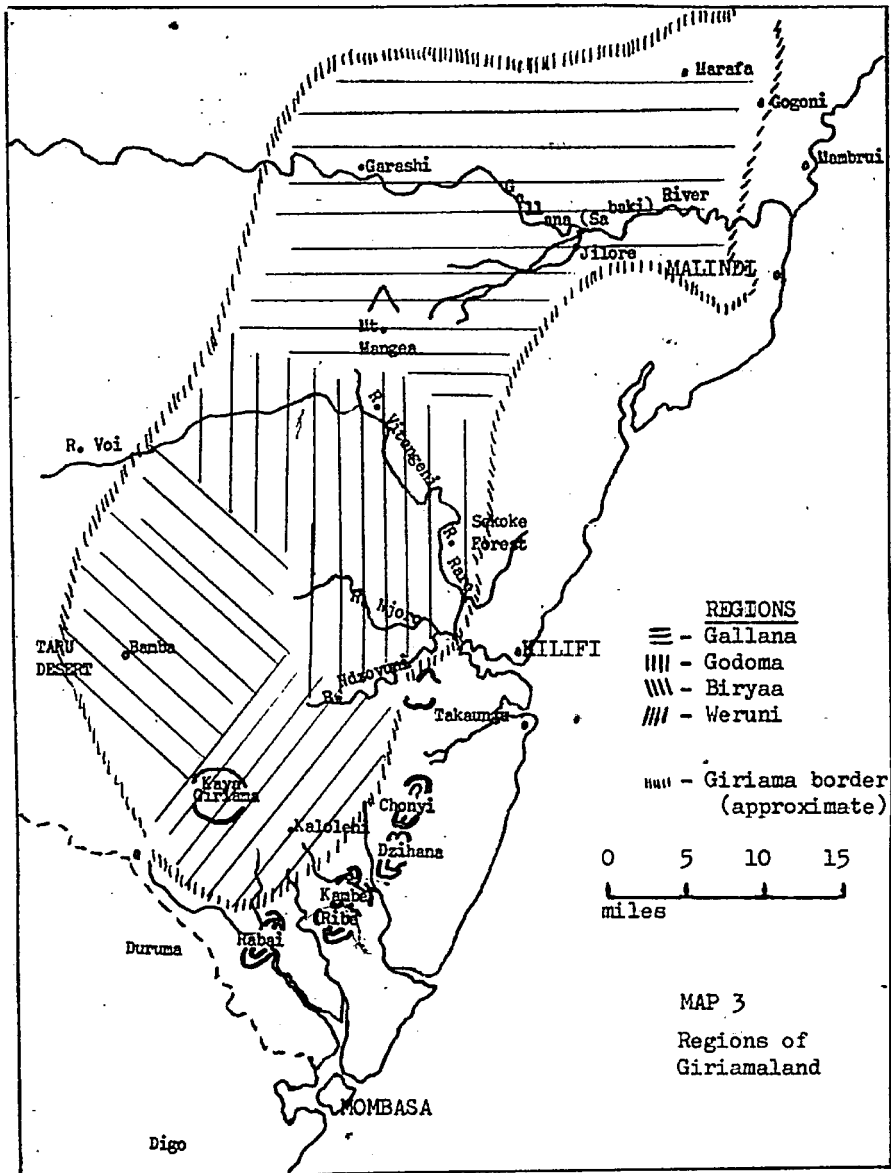 Marafa
Gogoni
Mambrui
Garashi
Gallana (Sabaki) River
Jilore
MALINDI
Mt.
Mangea
R. Voi
R. Vitengeni
Sokoke
Forest
R. Rare
R. Njoro
KILIFI
R. Ndzovuni
TARU
DESERT
Bamba
Takaungu
Kaya
Giriama
Chonyi
Kaloleni
Dzihana
Kambe
Ribe
Rabai
Duruma
MOMBASA
Digo
REGIONS
- Gallana
- Godoma
- Biryaa
- Weruni
- Giriama border
(approximate)
0 5 10 15
miles
MAP 3
Regions of
Giriamaland